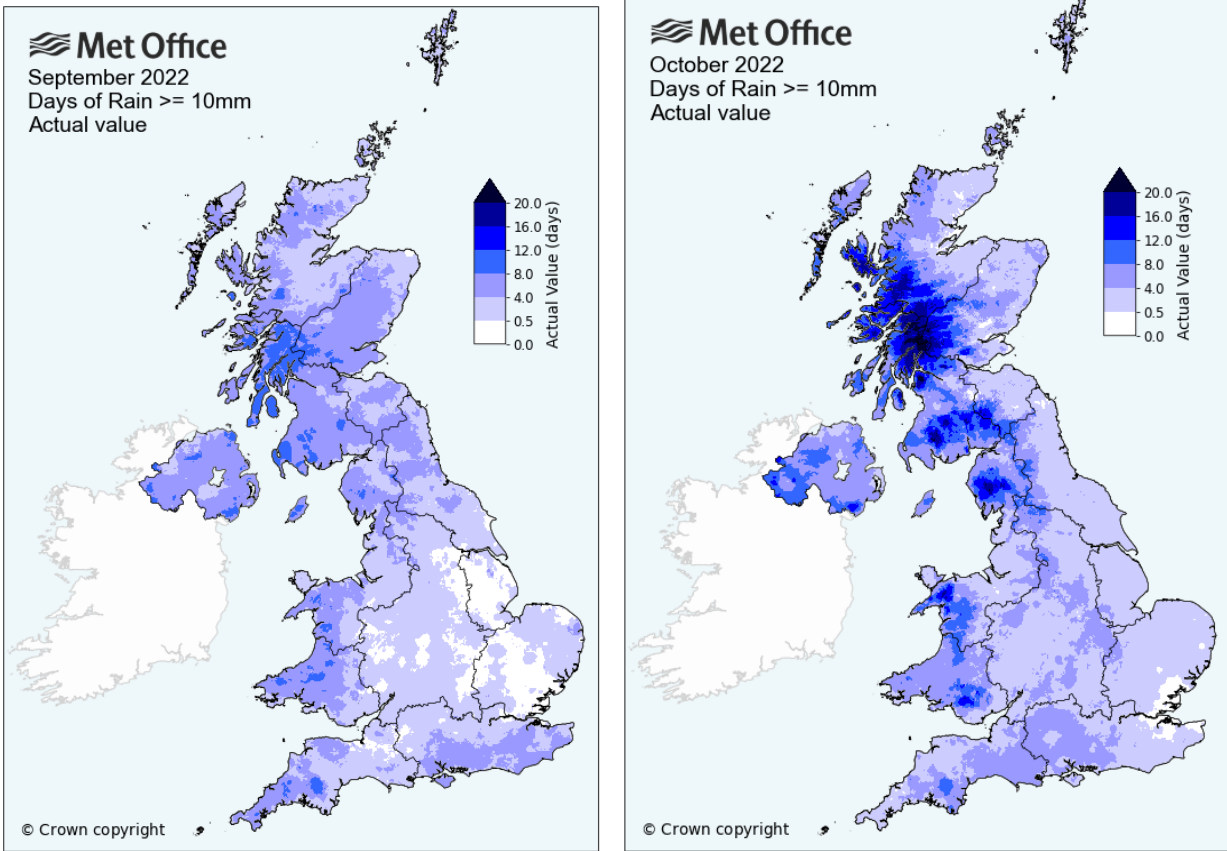 Met Office
September 2022
Days of Rain >= 10mm
Actual value
20.0
16.0
12.0
8.0
4.0
0.5
0.0
Actual Value (days)
© Crown copyright
Met Office
October 2022
Days of Rain >= 10mm
Actual value
20.0
16.0
12.0
8.0
4.0
0.5
0.0
Actual Value (days)
© Crown copyright